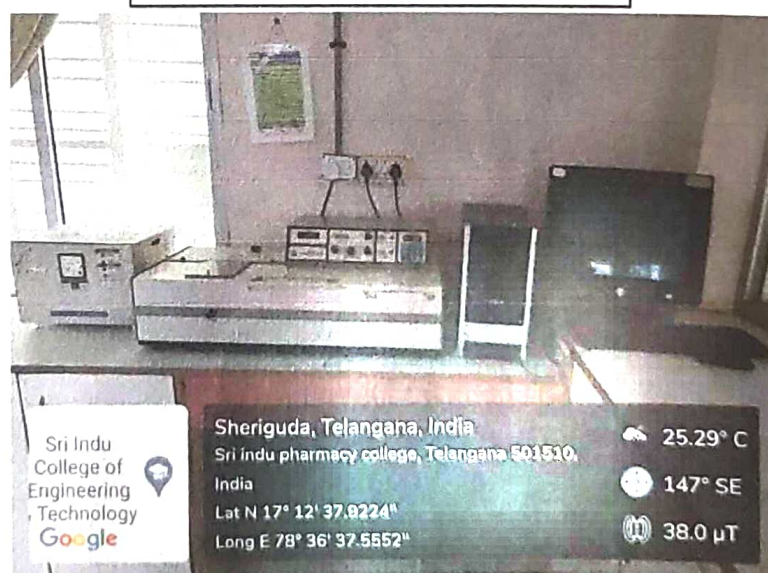 Sri Indu
College of
Engineering
, Technology
Google
Sheriguda, Telangana, India
Sri indu pharmacy college, Telangana 501510,
India
Lat N 17° 12' 37.9224"
Long E 78° 36' 37.5552"
25.29° C
147° SE
38.0 µT